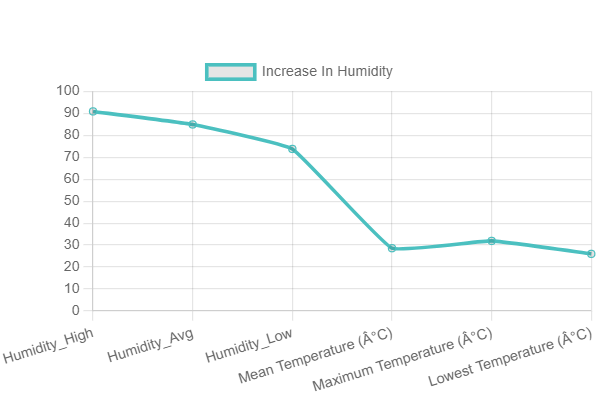 Increase In Humidity
100
90
80
70
60
50
40
30
20
10
0
Humidity_High
Humidity_Avg
Humidity_Low
Mean Temperature (Â°C)
Maximum Temperature (Â°C)
Lowest Temperature (Â°C)